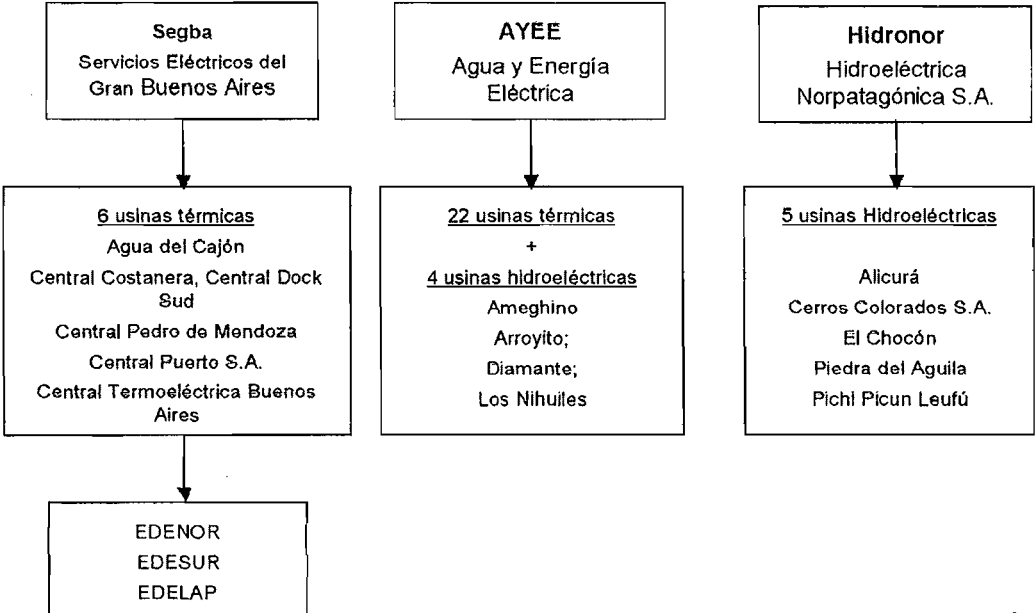 Segba
Servicios Eléctricos del
Gran Buenos Aires
6 usinas térmicas
Agua del Cajón
Central Costanera, Central Dock
Sud
Central Pedro de Mendoza
Central Puerto S.A.
Central Termoeléctrica Buenos
Aires
EDENOR
EDESUR
EDELAP
AYEE
Agua y Energía
Eléctrica
22 usinas térmicas
+
4 usinas hidroeléctricas
Ameghino
Arroyito;
Diamante;
Los Nihuiles
Hidronor
Hidroeléctrica
Norpatagónica S.A.
5 usinas Hidroeléctricas
Alicurá
Cerros Colorados S.A.
El Chocón
Piedra del Aguila
Pichi Picun Leufú